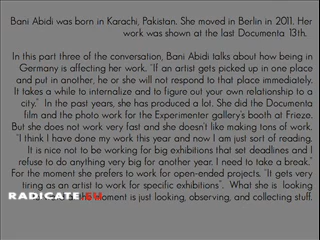 Bani Abidi was born in Karachi, Pakistan. She moved in Berlin in 2011. Her
work was shown at the last Documenta 13th.
In this part three of the conversation, Bani Abidi talks about how being in
Germany is affecting her work. "If an artist gets picked up in one place
and put in another, he or she will not respond to that place immediately.
It takes a while to internalize and to figure out your own relationship to a
city." In the past years, she has produced a lot. She did the Documenta
film and the photo work for the Experimenter gallery's booth at Frieze.
But she does not work very fast and she doesn't like making tons of work.
"I think I have done my work this year and now I am just sort of reading.
It is nice not to be working for big exhibitions that set deadlines and I
refuse to do anything very big for another year. I need to take a break."
For the moment she prefers to work for open-ended projects. "It gets very
tiring as an artist to work for specific exhibitions". What she is looking
the moment is just looking, observing, and collecting stuff.
RADICATE